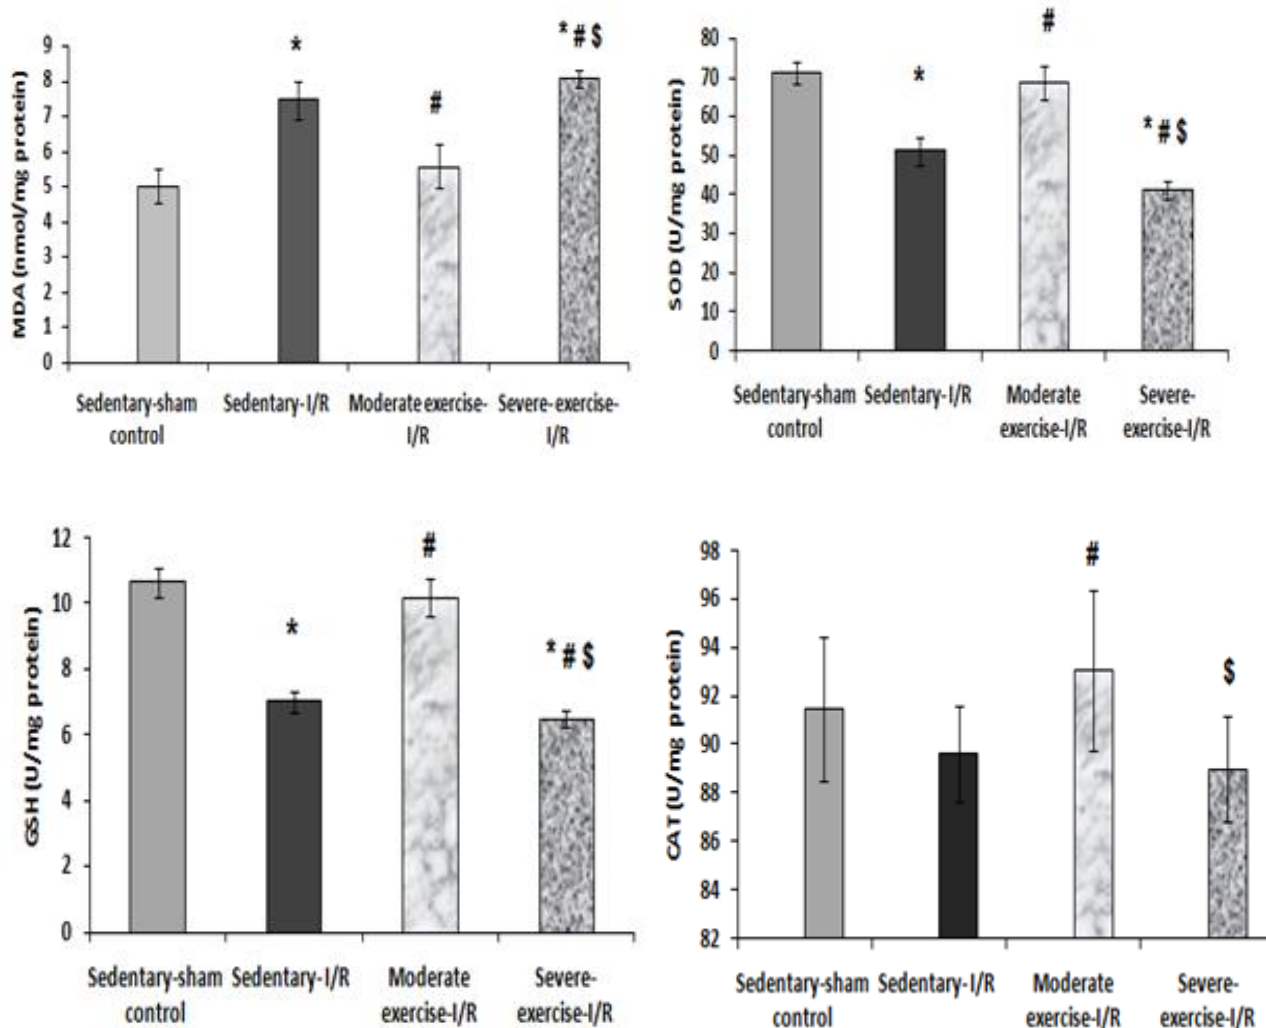 MDA (nmol/mg protein)
9
8
7
6
5
4
3
2
1
0
*
#
* # $
Sedentary-sham control
Sedentary-I/R
Moderate exercise-
I/R
Severe-exercise-
I/R
SOD (U/mg protein)
80
70
60
50
40
30
20
10
0
*
#
* # $
Sedentary-sham
control
Sedentary-I/R
Moderate
exercise-I/R
Severe-
exercise-I/R
GSH (U/mg protein)
12
10
8
6
4
2
0
*
#
* # $
Sedentary-sham
control
Sedentary-I/R
Moderate
exercise-I/R
Severe-
exercise-I/R
CAT (U/mg protein)
98
96
94
92
90
88
86
84
82
#
$
Sedentary-sham
control
Sedentary-I/R
Moderate
exercise-I/R
Severe-
exercise-I/R